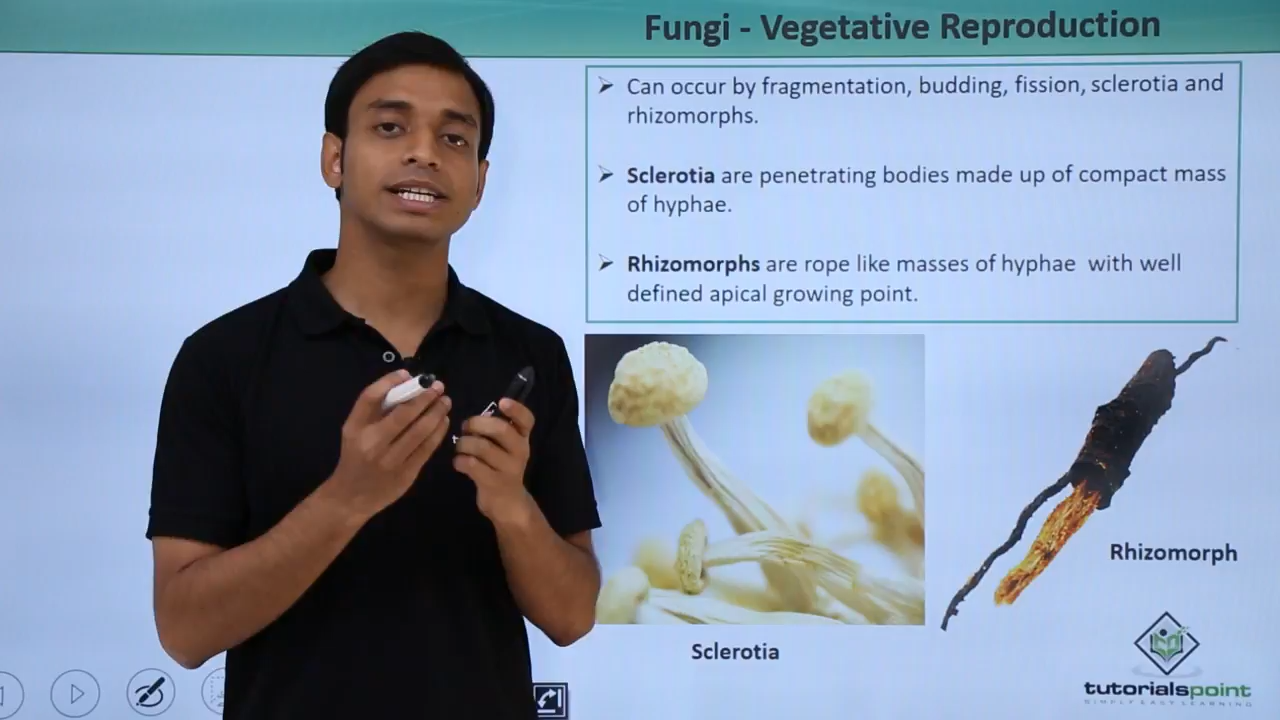 Fungi - Vegetative Reproduction
➢ Can occur by fragmentation, budding, fission, sclerotia and
rhizomorphs.
➢ Sclerotia are penetrating bodies made up of compact mass
of hyphae.
➢ Rhizomorphs are rope like masses of hyphae with well
defined apical growing point.
Sclerotia
Rhizomorph
tutorialspoint
SIMPLY EASY LEARNING